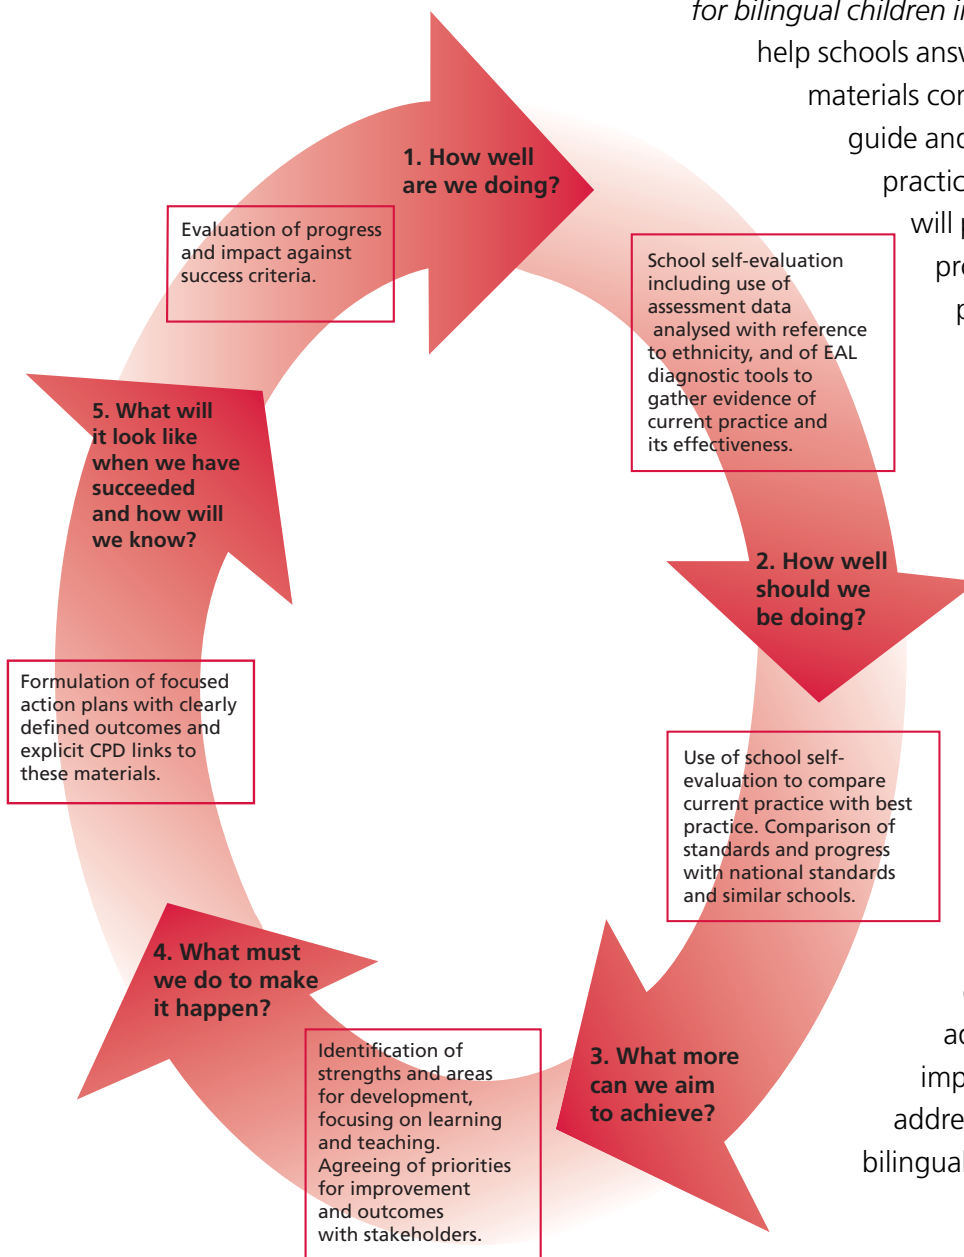 for bilingual children i
help schools answ
materials con
guide and
practic
will p
pro
p
1. How well
are we doing?
Evaluation of progress
and impact against
success criteria.
School self-evaluation
including use of
assessment data
analysed with reference
to ethnicity, and of EAL
diagnostic tools to
gather evidence of
current practice and
its effectiveness.
5. What will
it look like
when we have
succeeded
and how will
we know?
2. How well
should we
be doing?
Formulation of focused
action plans with clearly
defined outcomes and
explicit CPD links to
these materials.
Use of school self-
evaluation to compare
current practice with best
practice. Comparison of
standards and progress
with national standards
and similar schools.
4. What must
we do to make
it happen?
Identification of
strengths and areas
for development,
focusing on learning
and teaching.
Agreeing of priorities
for improvement
and outcomes
with stakeholders.
3. What more
can we aim
to achieve?
ac
imp
addre
bilingual